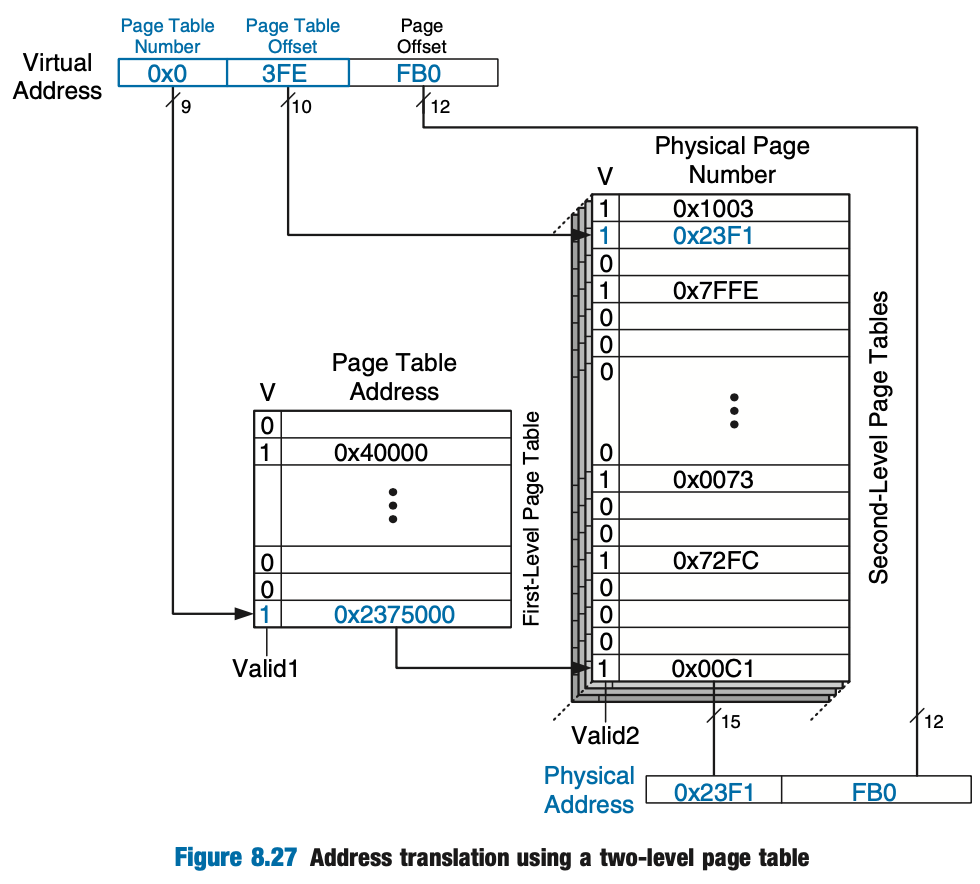 Page Table Number
Page Table Offset
Page Offset
Virtual Address
0x0
3FE
FB0
9
10
12
Physical Page Number
V
1 0x1003
1 0x23F1
0
1 0x7FFE
0
0
0
0
1 0x0073
0
0
1 0x72FC
0
0
0
1 0x00C1
Second-Level Page Tables
Page Table Address
V
0
1 0x40000
0
0
1 0x2375000
First-Level Page Table
Valid1
Valid2
15
12
Physical Address
0x23F1
FB0
Figure 8.27 Address translation using a two-level page table